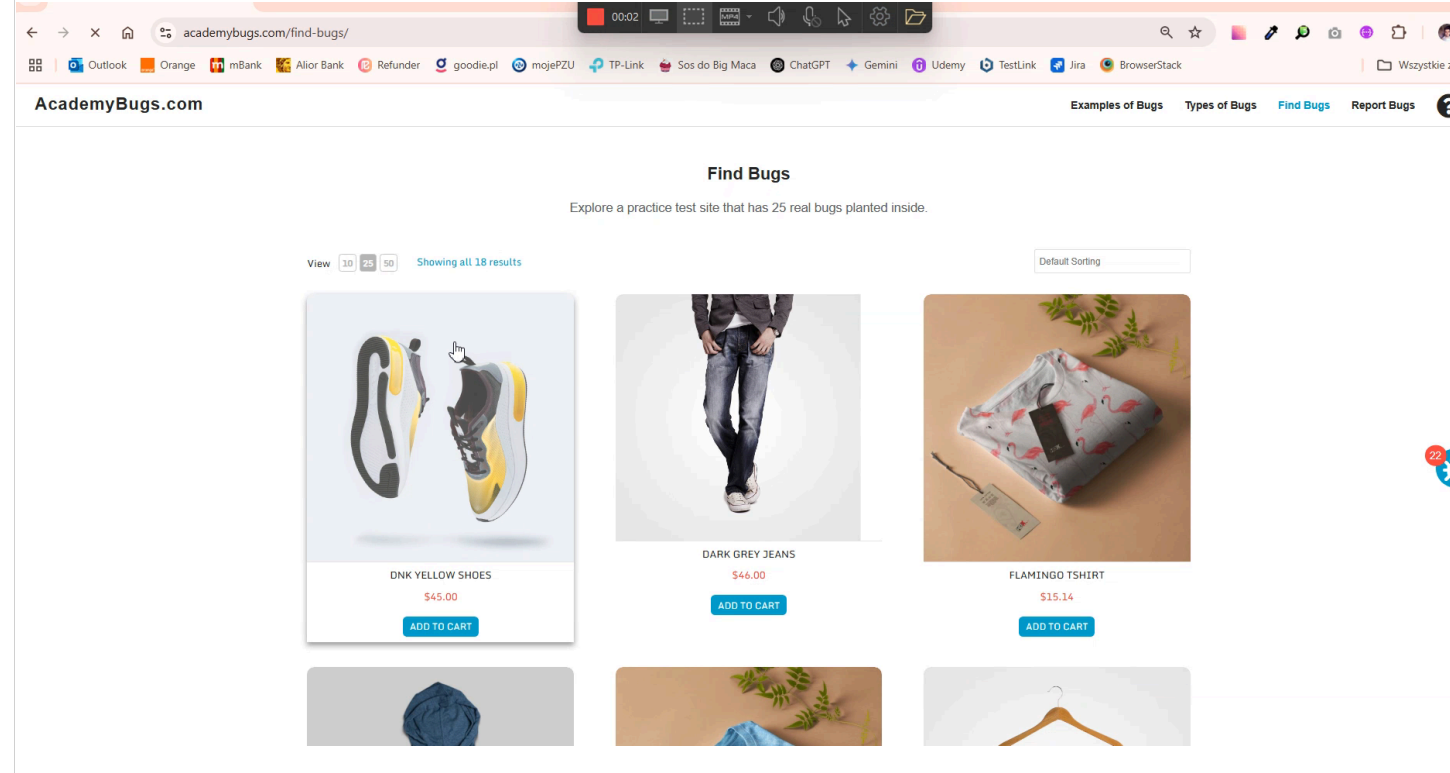 00:02 MP4
academybugs.com/find-bugs/
Outlook Orange mBank Alior Bank Refunder goodie.pl mojePZU TP-Link Sos do Big Maca ChatGPT Gemini Udemy TestLink Jira BrowserStack Wszystkie z
AcademyBugs.com Examples of Bugs Types of Bugs Find Bugs Report Bugs ?
Find Bugs
Explore a practice test site that has 25 real bugs planted inside.
View 10 25 50 Showing all 18 results Default Sorting
22
DARK GREY JEANS
DNK YELLOW SHOES $46.00 FLAMINGO TSHIRT
$45.00 ADD TO CART $15.14
ADD TO CART ADD TO CART